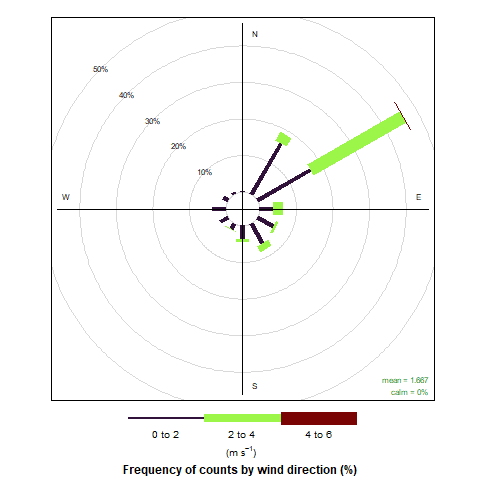 N
50%
40%
30%
20%
10%
W
E
S
mean = 1.667
calm = 0%
0 to 2
2 to 4
4 to 6
(m s⁻¹)
Frequency of counts by wind direction (%)